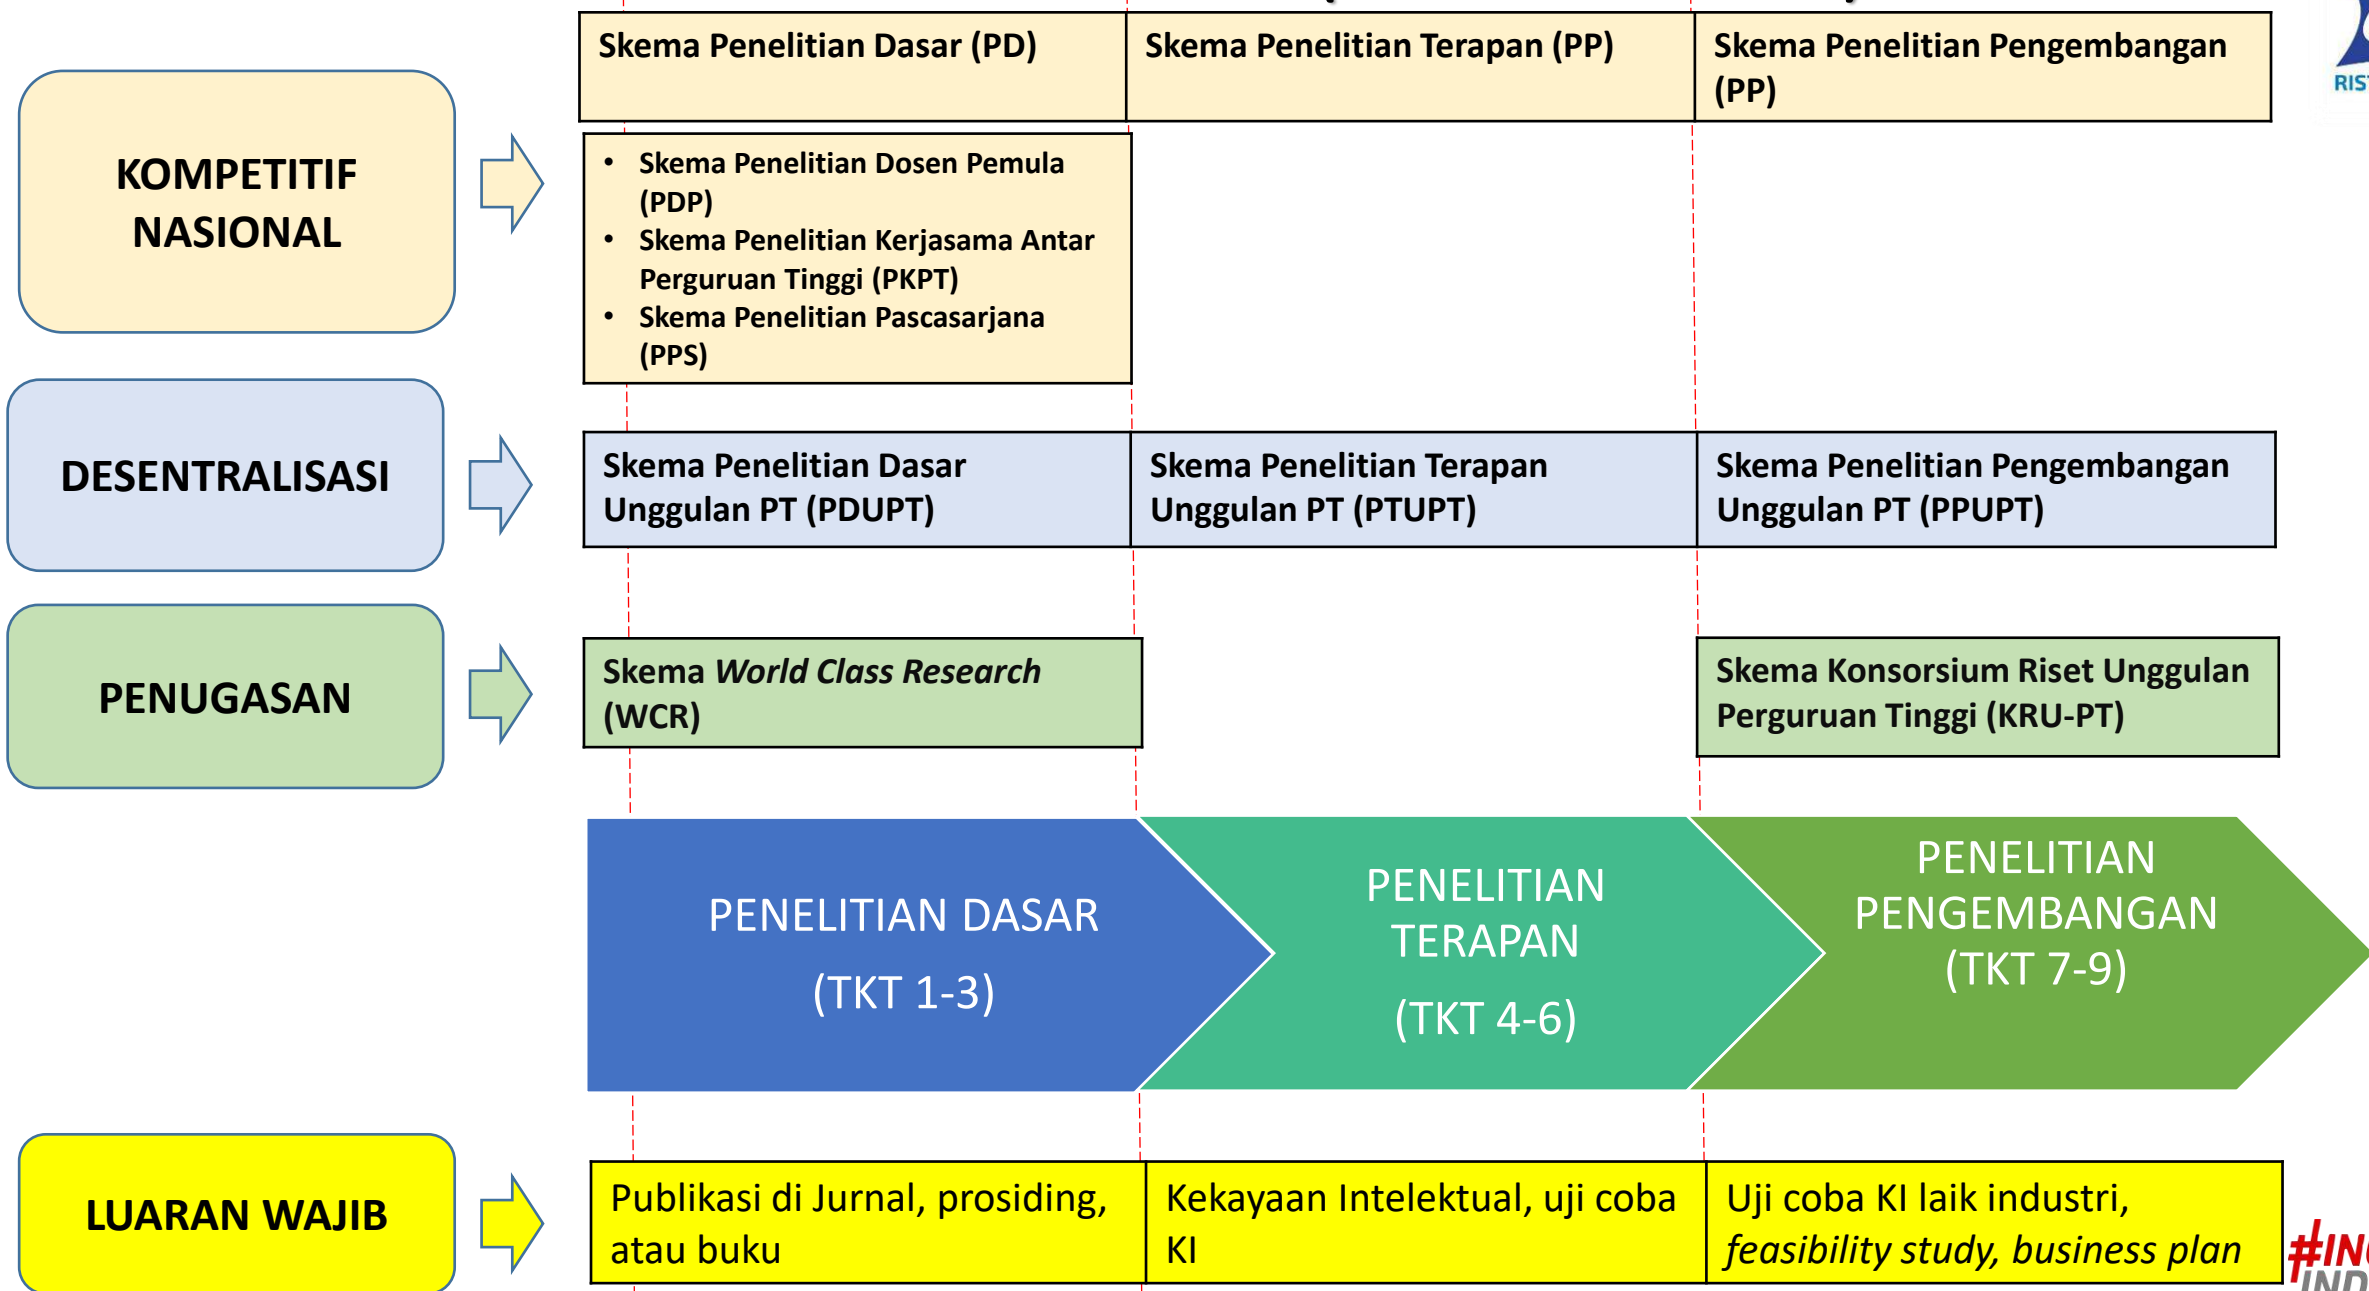 Skema Penelitian Dasar (PD)
Skema Penelitian Terapan (PP)
Skema Penelitian Pengembangan
(PP)
KOMPETITIF
NASIONAL
• Skema Penelitian Dosen Pemula
(PDP)
• Skema Penelitian Kerjasama Antar
Perguruan Tinggi (PKPT)
• Skema Penelitian Pascasarjana
(PPS)
DESENTRALISASI
Skema Penelitian Dasar
Unggulan PT (PDUPT)
Skema Penelitian Terapan
Unggulan PT (PTUPT)
Skema Penelitian Pengembangan
Unggulan PT (PPUPT)
PENUGASAN
Skema World Class Research
(WCR)
Skema Konsorsium Riset Unggulan
Perguruan Tinggi (KRU-PT)
PENELITIAN DASAR
(TKT 1-3)
PENELITIAN
TERAPAN
(TKT 4-6)
PENELITIAN
PENGEMBANGAN
(TKT 7-9)
LUARAN WAJIB
Publikasi di Jurnal, prosiding,
atau buku
Kekayaan Intelektual, uji coba
KI
Uji coba KI laik industri,
feasibility study, business plan